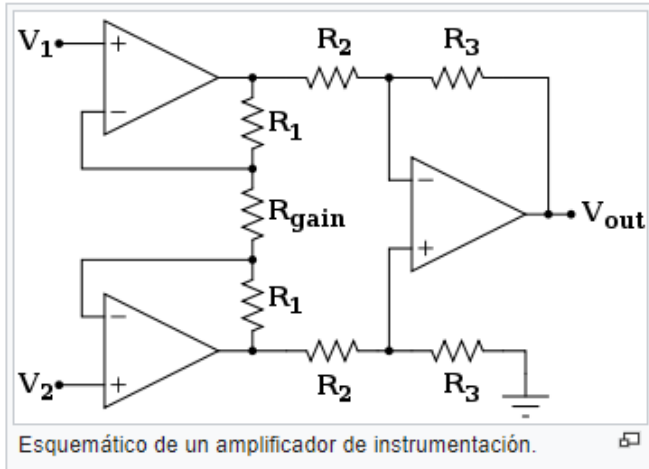 V1 + R2 R3
−
R1
Rgain
− + Vout
R1
−
V2 + R2 R3
Esquemático de un amplificador de instrumentación.